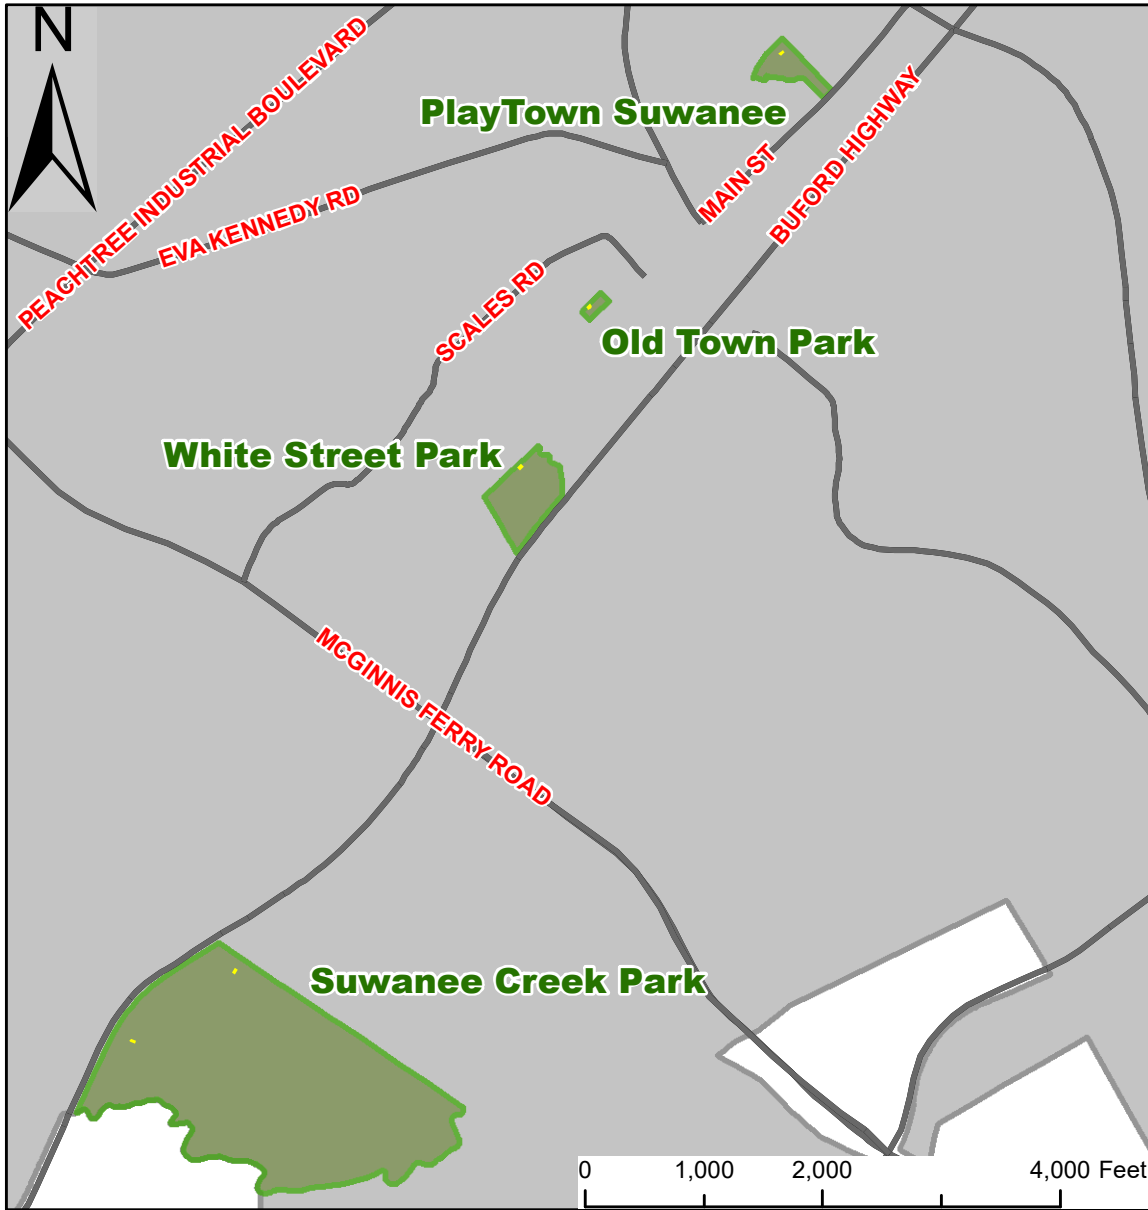 N
PEACHTREE INDUSTRIAL BOULEVARD
PlayTown Suwanee
MAIN ST
BUFORD HIGHWAY
EVA KENNEDY RD
SCALES RD
Old Town Park
White Street Park
MCGINNIS FERRY ROAD
Suwanee Creek Park
0 1,000 2,000 4,000 Feet